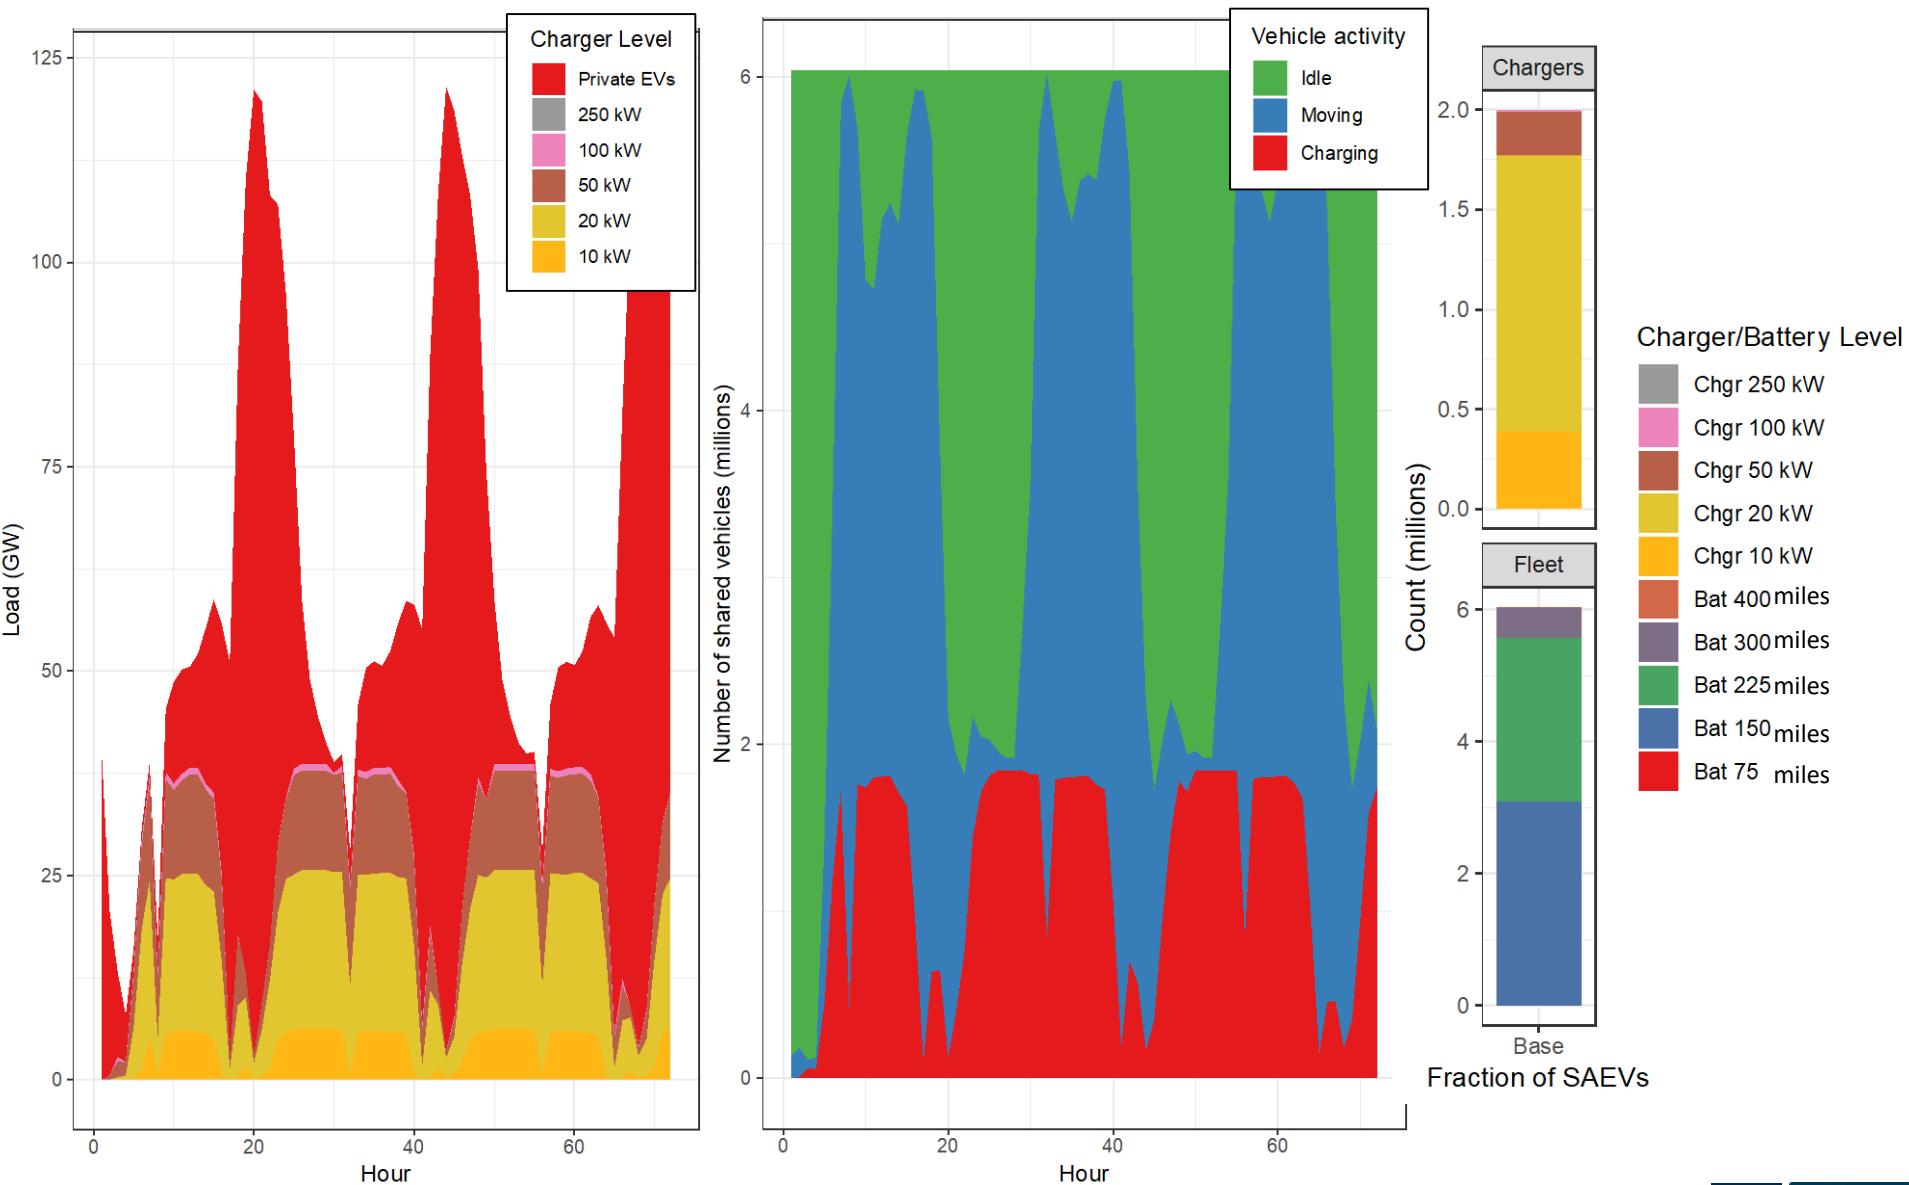 Charger Level
Private EVs
250 kW
100 kW
50 kW
20 kW
10 kW
125
100
75
50
25
0
Load (GW)
0 20 40 60
Hour
Vehicle activity
Idle
Moving
Charging
6
4
2
0
Number of shared vehicles (millions)
0 20 40 60
Hour
Chargers
2.0
1.5
1.0
0.5
0.0
Fleet
6
4
2
0
Count (millions)
Base
Fraction of SAEVs
Charger/Battery Level
Chgr 250 kW
Chgr 100 kW
Chgr 50 kW
Chgr 20 kW
Chgr 10 kW
Bat 400 miles
Bat 300 miles
Bat 225 miles
Bat 150 miles
Bat 75 miles